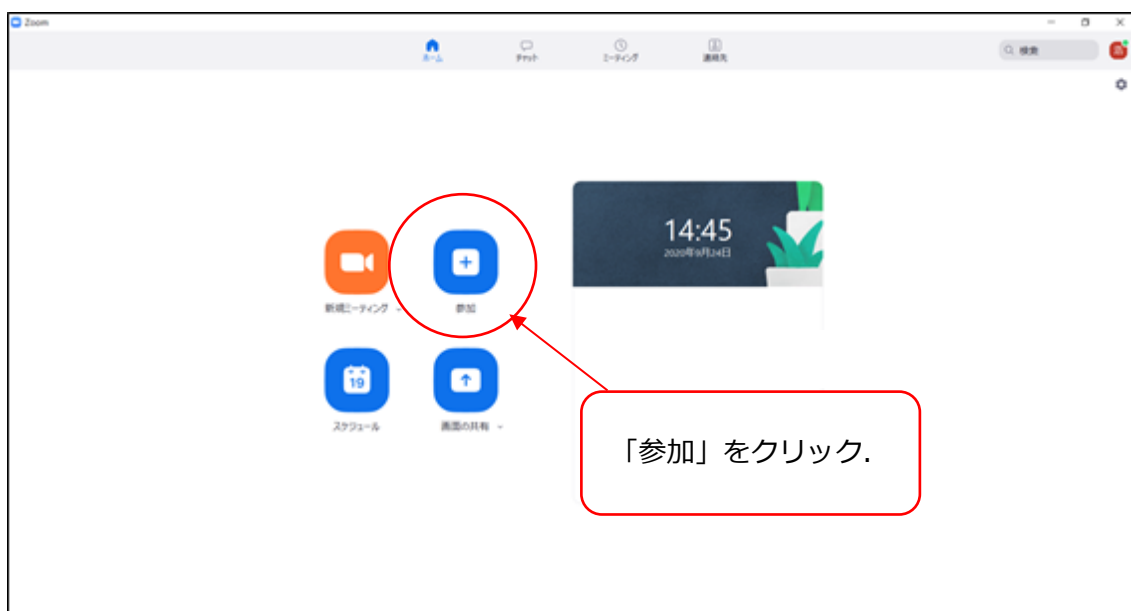 Zoom
ホーム
チャット
ミーティング
連絡先
検索
14:45
2020年9月24日
新規ミーティング
参加
19
スケジュール
画面の共有
「参加」をクリック.